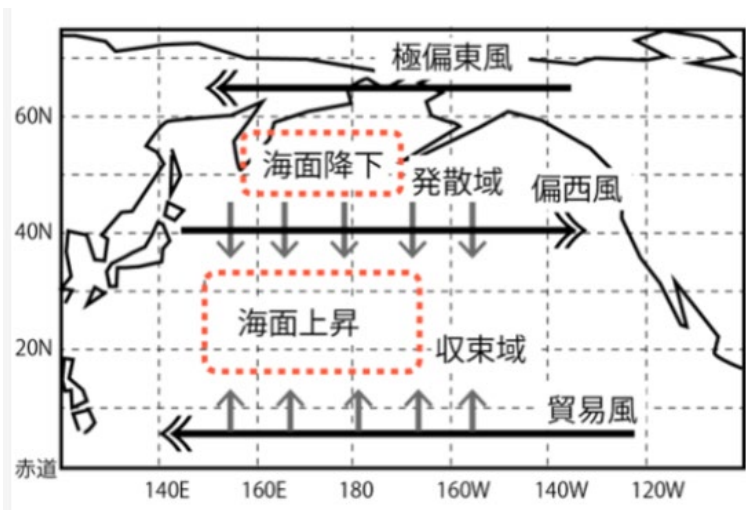 極偏東風
60N
海面降下
発散域
偏西風
40N
海面上昇
収束域
20N
貿易風
赤道
140E 160E 180 160W 140W 120W